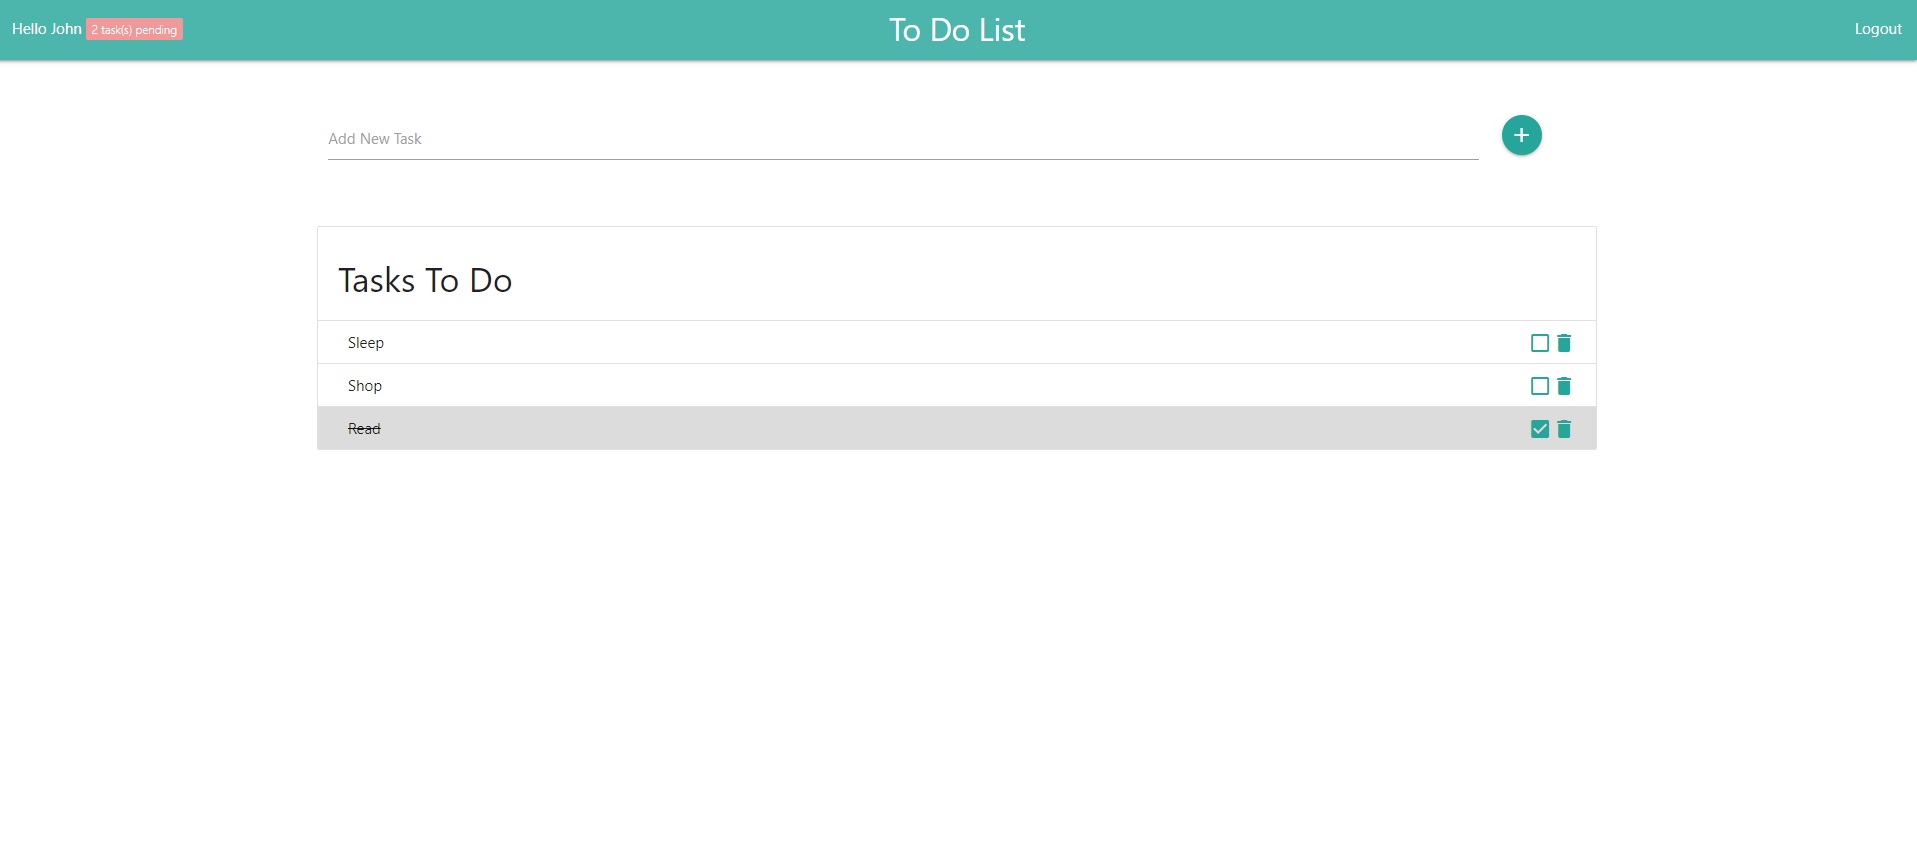 Hello John 2 task(s) pending
To Do List
Logout
Add New Task
Tasks To Do
Sleep
Shop
Read